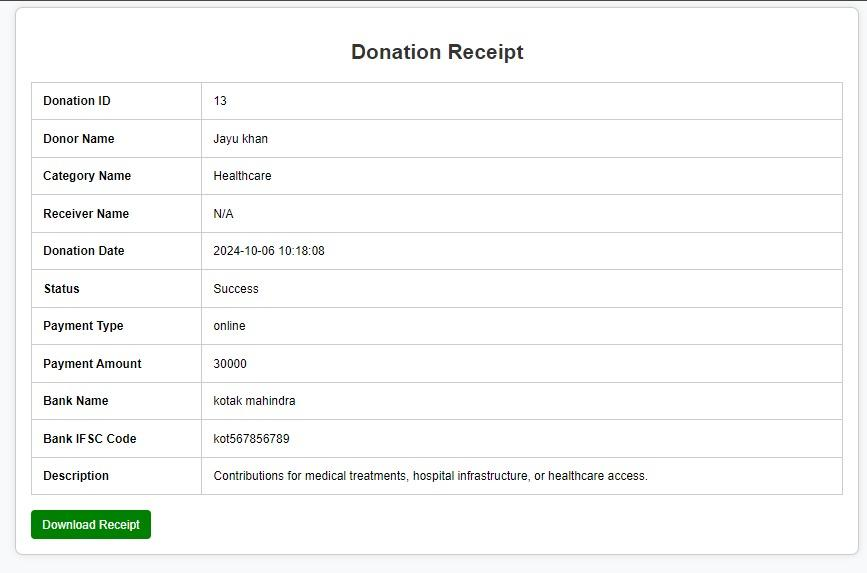 Donation Receipt
Donation ID 13
Donor Name Jayu khan
Category Name Healthcare
Receiver Name N/A
Donation Date 2024-10-06 10:18:08
Status Success
Payment Type online
Payment Amount 30000
Bank Name kotak mahindra
Bank IFSC Code kot567856789
Description Contributions for medical treatments, hospital infrastructure, or healthcare access.
Download Receipt